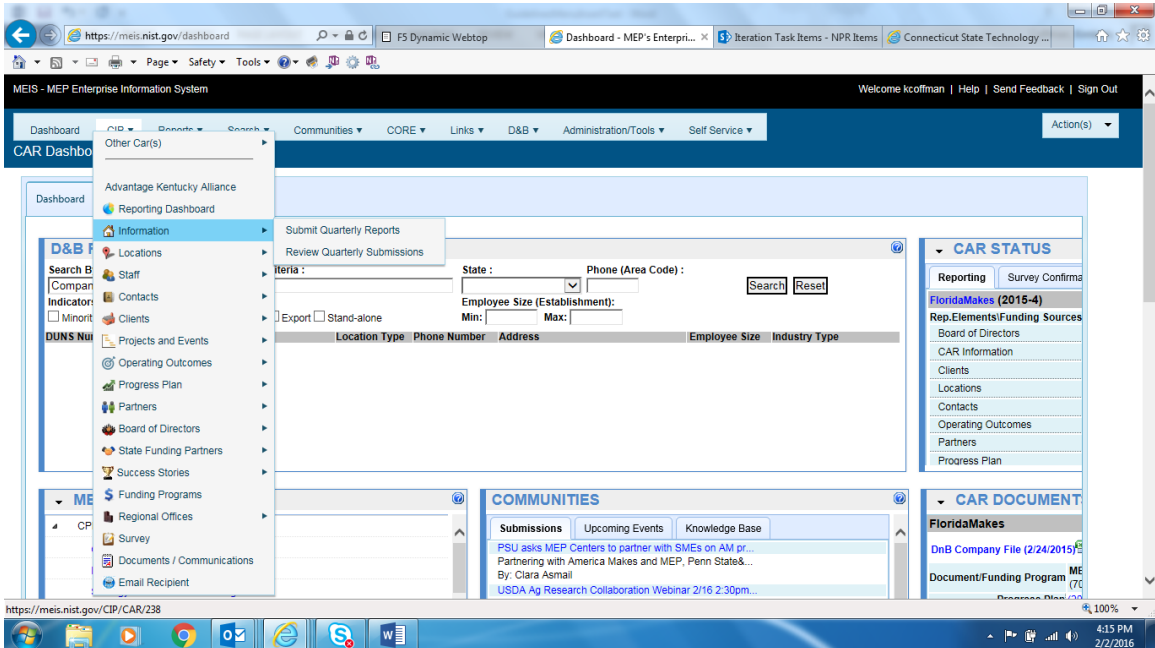 https://meis.nist.gov/dashboard
F5 Dynamic Webtop
Dashboard - MEP's Enterpri...
Iteration Task Items - NPR Items
Connecticut State Technology ...
Page Safety Tools
MEIS - MEP Enterprise Information System
Welcome kcoffman | Help | Send Feedback | Sign Out
Dashboard CIP Reports Search Communities CORE Links D&B Administration/Tools Self Service
Action(s)
CAR Dashbo
Other Car(s)
Advantage Kentucky Alliance
Reporting Dashboard
Information
Locations
Staff
Contacts
Clients
Projects and Events
Operating Outcomes
Progress Plan
Partners
Board of Directors
State Funding Partners
Success Stories
Funding Programs
Regional Offices
Survey
Documents / Communications
Email Recipient
Submit Quarterly Reports
Review Quarterly Submissions
Dashboard
D&B
Search B
iteria :
State :
Phone (Area Code) :
Compan
Search Reset
Indicator
Employee Size (Establishment):
Minorit
Export Stand-alone
Min: Max:
DUNS Nu
Location Type Phone Number Address Employee Size Industry Type
CAR STATUS
Reporting Survey Confirma
FloridaMakes (2015-4)
Rep.Elements\Funding Sources
Board of Directors
CAR Information
Clients
Locations
Contacts
Operating Outcomes
Partners
Progress Plan
ME
CP
COMMUNITIES
Submissions Upcoming Events Knowledge Base
PSU asks MEP Centers to partner with SMEs on AM pr...
Partnering with America Makes and MEP, Penn State&...
By: Clara Asmail
USDA Ag Research Collaboration Webinar 2/16 2:30pm...
CAR DOCUMENT
FloridaMakes
DnB Company File (2/24/2015)
Document/Funding Program ME
(70
Progress Plan
https://meis.nist.gov/CIP/CAR/238
100%
4:15 PM
2/2/2016